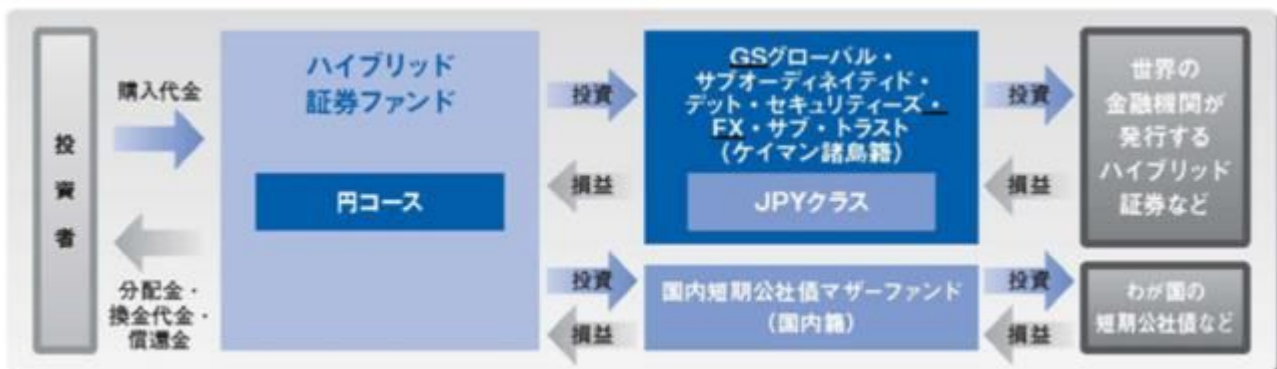 投資者
購入代金
分配金・
換金代金・
償還金
ハイブリッド
証券ファンド
円コース
投資
損益
投資
損益
GSグローバル・
サブオーディネイティド・
デット・セキュリティーズ・
FX・サブ・トラスト
(ケイマン諸島籍)
JPYクラス
国内短期公社債マザーファンド
(国内籍)
投資
損益
投資
損益
世界の
金融機関が
発行する
ハイブリッド
証券など
わが国の
短期公社債など